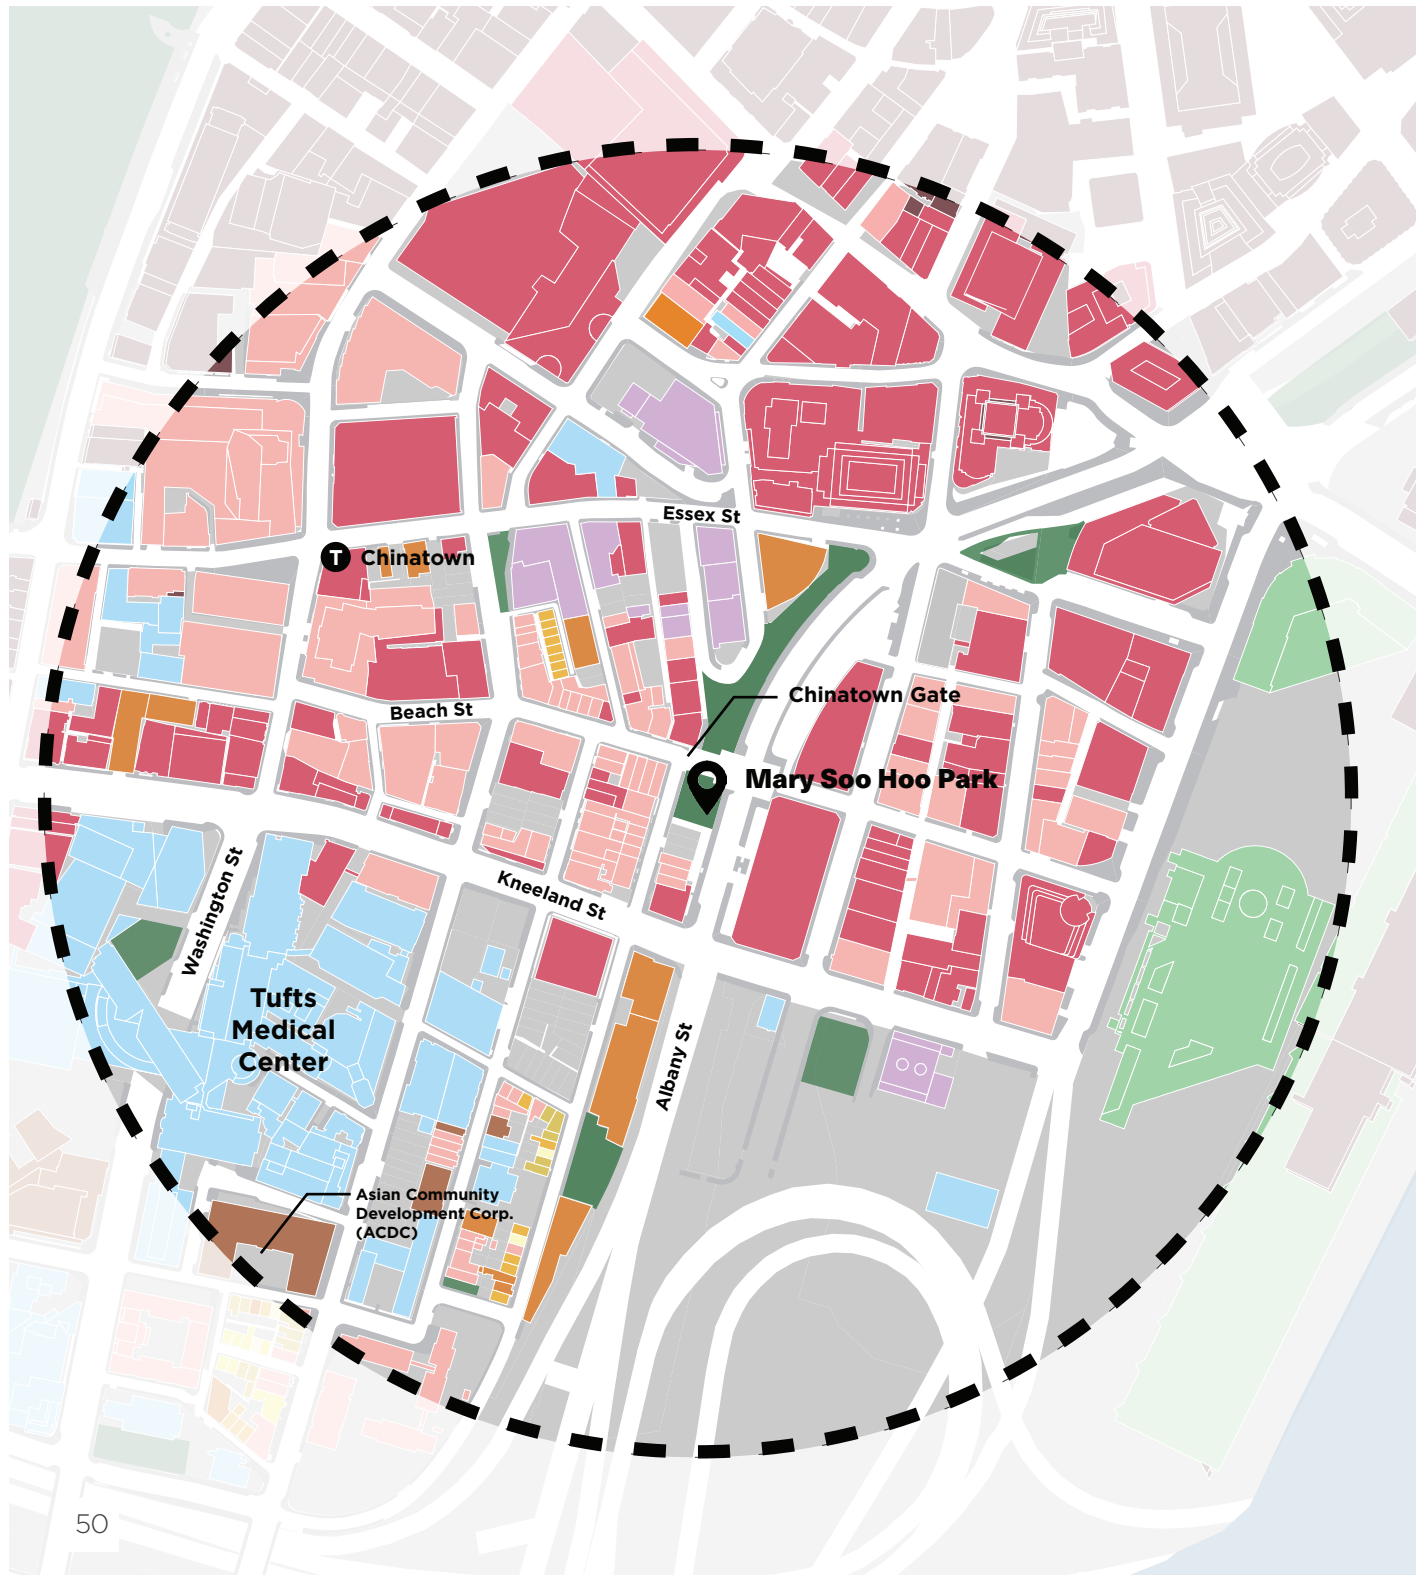 Essex St
T Chinatown
Chinatown Gate
Beach St
Mary Soo Hoo Park
Washington St
Kneeland St
Tufts
Medical
Center
Albany St
Asian Community
Development Corp.
(ACDC)
50